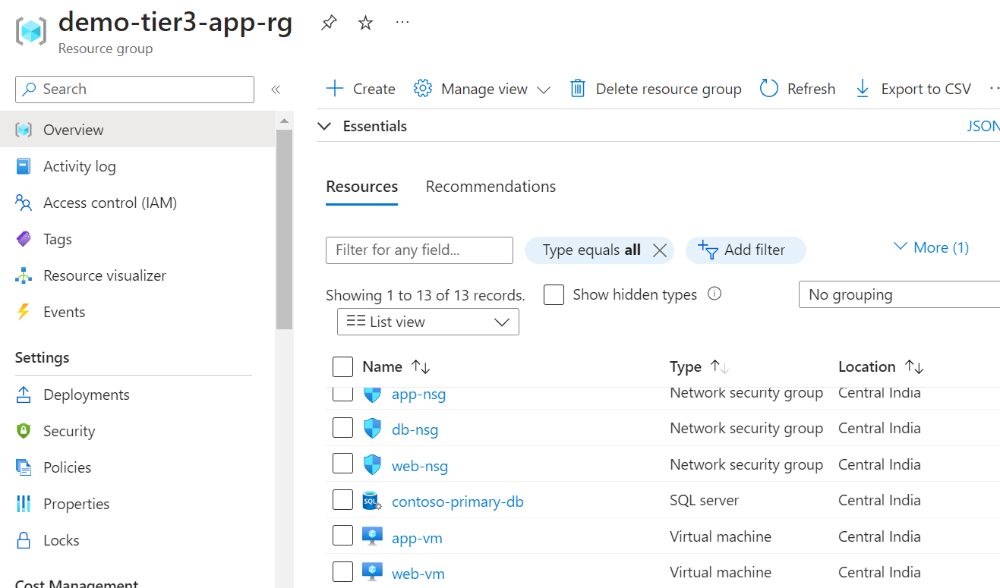 demo-tier3-app-rg
Resource group
Search
Overview
Activity log
Access control (IAM)
Tags
Resource visualizer
Events
Settings
Deployments
Security
Policies
Properties
Locks
Cost Management
Create
Manage view
Delete resource group
Refresh
Export to CSV
Essentials
JSON
Resources
Recommendations
Filter for any field...
Type equals all
Add filter
More (1)
Showing 1 to 13 of 13 records.
Show hidden types
No grouping
List view
Name Type Location
app-nsg Network security group Central India
db-nsg Network security group Central India
web-nsg Network security group Central India
SQL contoso-primary-db SQL server Central India
app-vm Virtual machine Central India
web-vm Virtual machine Central India